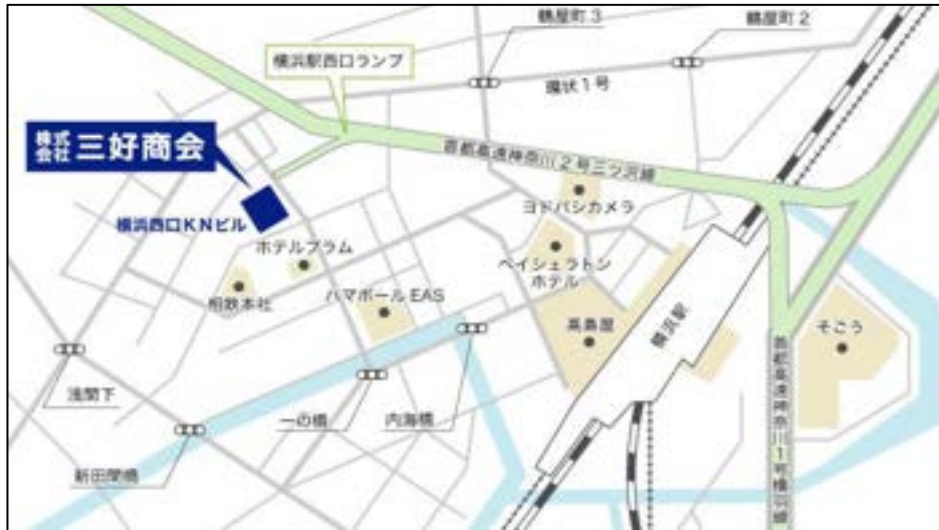 鶴屋町3
鶴屋町2
横浜駅西口ランプ
環状1号
株式会社 三好商会
首都高速神奈川2号三ツ沢線
ヨドバシカメラ
横浜西口KNビル
ホテルプラム
ベイシェラトン
ホテル
相鉄本社
ハマボールEAS
高島屋
横浜駅
そごう
首都高速神奈川1号横羽線
浅間下
一の橋
内海橋
新田間橋